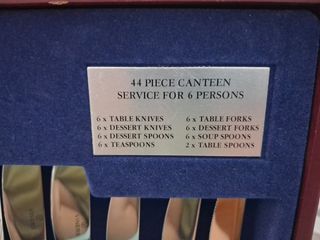 44 PIECE CANTEEN
SERVICE FOR 6 PERSONS
6 x TABLE KNIVES 6 x TABLE FORKS
6 x DESSERT KNIVES 6 x DESSERT FORKS
6 x DESSERT SPOONS 6 x SOUP SPOONS
6 x TEASPOONS 2 x TABLE SPOONS